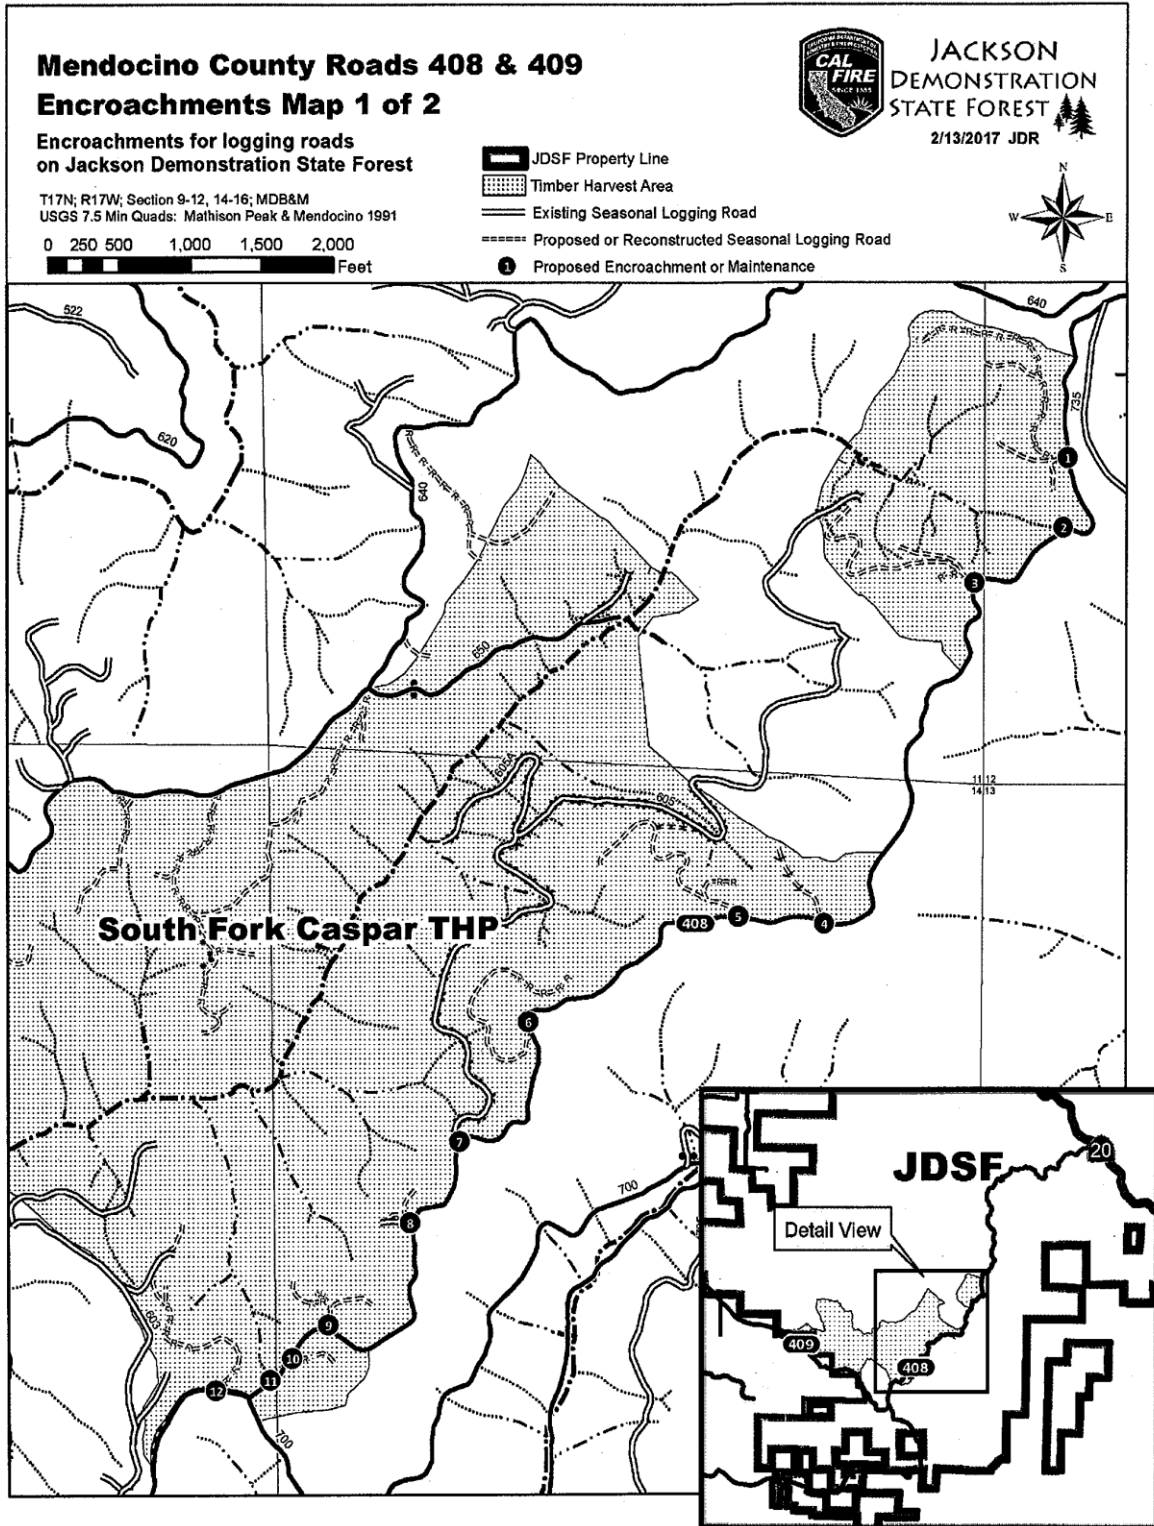 Mendocino County Roads 408 & 409
Encroachments Map 1 of 2
Encroachments for logging roads
on Jackson Demonstration State Forest
T17N; R17W; Section 9-12, 14-16; MDB&M
USGS 7.5 Min Quads: Mathison Peak & Mendocino 1991
0 250 500 1,000 1,500 2,000
Feet
JDSF Property Line
Timber Harvest Area
Existing Seasonal Logging Road
Proposed or Reconstructed Seasonal Logging Road
1 Proposed Encroachment or Maintenance
CAL
FIRE
SINCE 1885
JACKSON
DEMONSTRATION
STATE FOREST
2/13/2017 JDR
N
W E
S
522
640
735
620
640
1
2
3
650
11 12
14 13
605A
605
South Fork Caspar THP
408
5
4
6
7
700
8
603
9
10
11
12
700
20
JDSF
Detail View
409
408